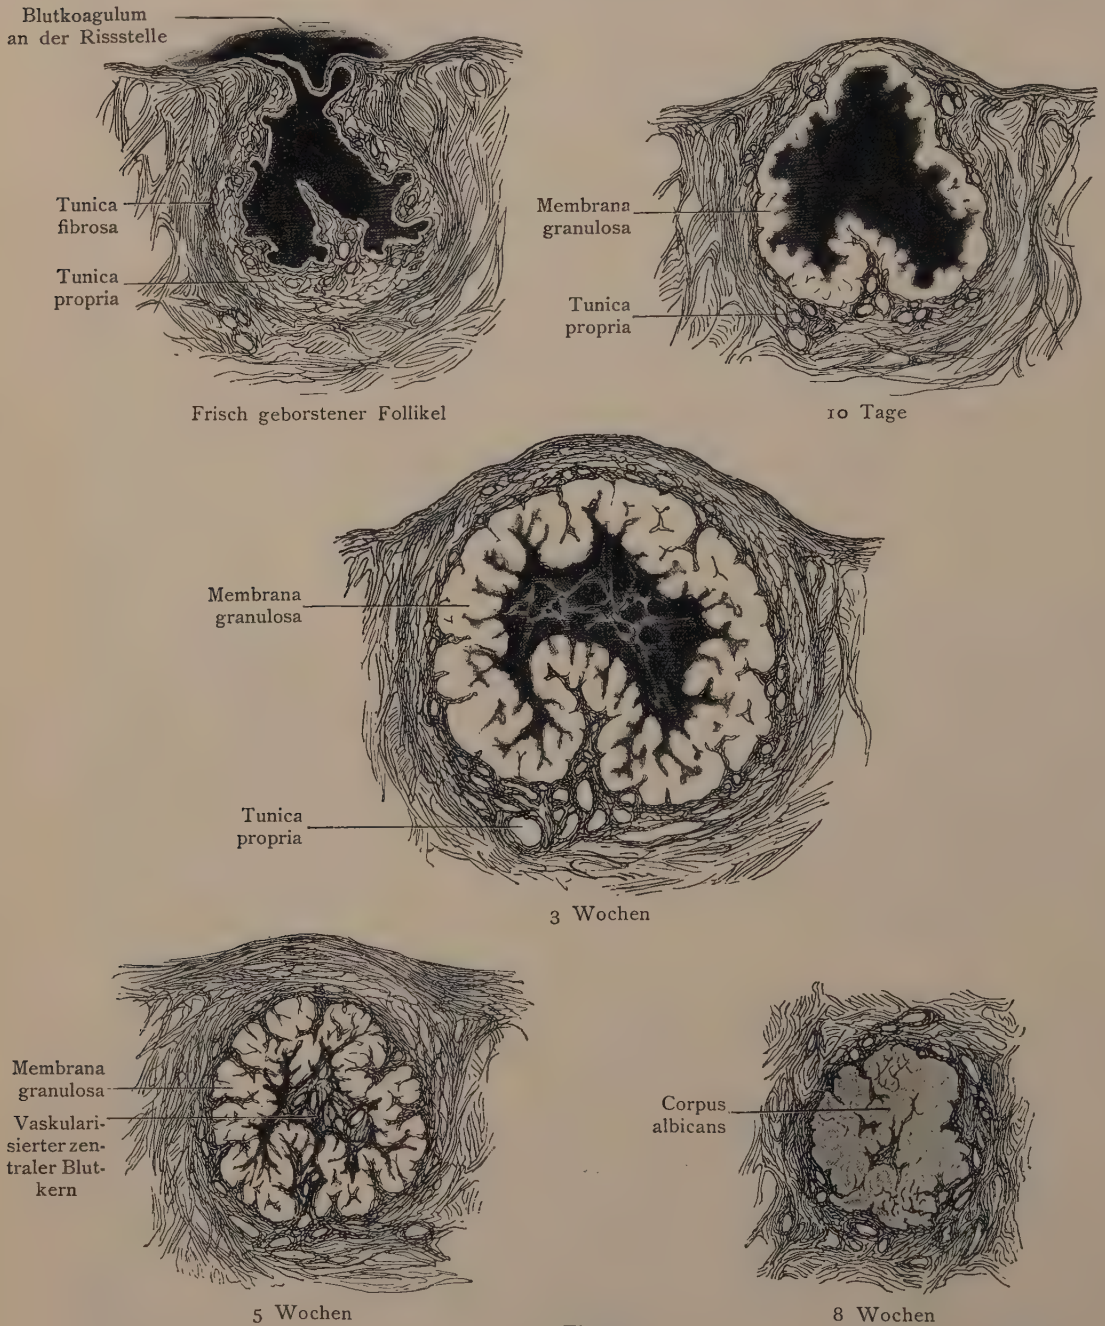 Blutkoagulum
an der Rissstelle
Tunica
fibrosa
Tunica
propria
Frisch geborstener Follikel
Membrana
granulosa
Tunica
propria
10 Tage
Membrana
granulosa
Tunica
propria
3 Wochen
Membrana
granulosa
Vaskulari-
sierter zen-
traler Blut-
kern
5 Wochen
Corpus
albicans
8 Wochen